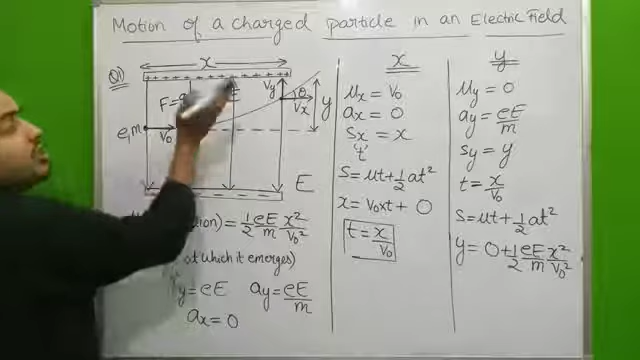 Motion of a charged particle in an Electric Field
Q1)
x
+ + + + + + + + + + + +
F=q
E
Vy
θ
Vx
y
e,m
V₀
E
- - - - - -
ion) = 1/2 eE/m x²/V₀²
at which it emerges)
y = eE
ay = eE/m
ax = 0
x
ux = V₀
ax = 0
Sx = x
't'
S = ut + 1/2 at²
x = V₀xt + 0
t = x/V₀
y
uy = 0
ay = eE/m
Sy = y
t = x/V₀
S = ut + 1/2 at²
y = 0 + 1/2 eE/m x²/V₀²